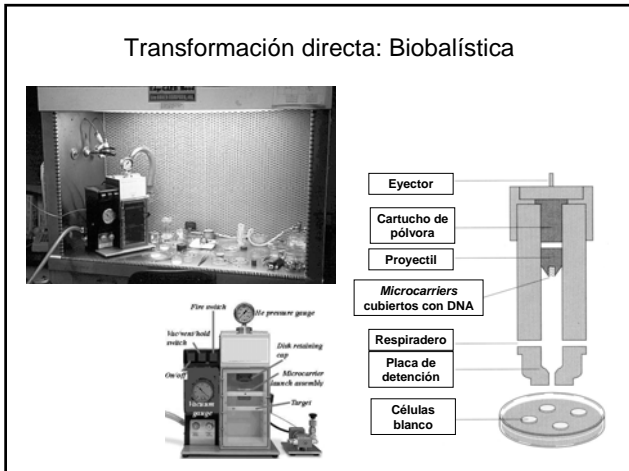 Transformación directa: Biobalística
Eyector
Cartucho de
pólvora
Proyectil
Microcarriers
cubiertos con DNA
Respiradero
Placa de
detención
Células
blanco
Fire switch
He pressure gauge
Vac/vent/hold
switch
Disk retaining
cap
On/off
Microcarrier
launch assembly
Vacuum
gauge
Target